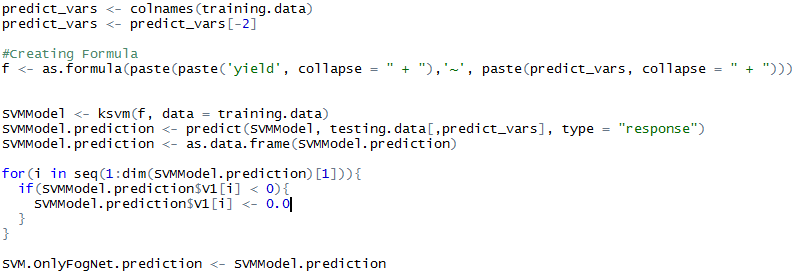 predict_vars <- colnames(training.data)
predict_vars <- predict_vars[-2]
#Creating Formula
f <- as.formula(paste(paste('yield', collapse = " + "),'~', paste(predict_vars, collapse = " + ")))
SVMModel <- ksvm(f, data = training.data)
SVMModel.prediction <- predict(SVMModel, testing.data[,predict_vars], type = "response")
SVMModel.prediction <- as.data.frame(SVMModel.prediction)
for(i in seq(1:dim(SVMModel.prediction)[1])){
  if(SVMModel.prediction$V1[i] < 0){
    SVMModel.prediction$V1[i] <- 0.0
  }
}
SVM.OnlyFogNet.prediction <- SVMModel.prediction